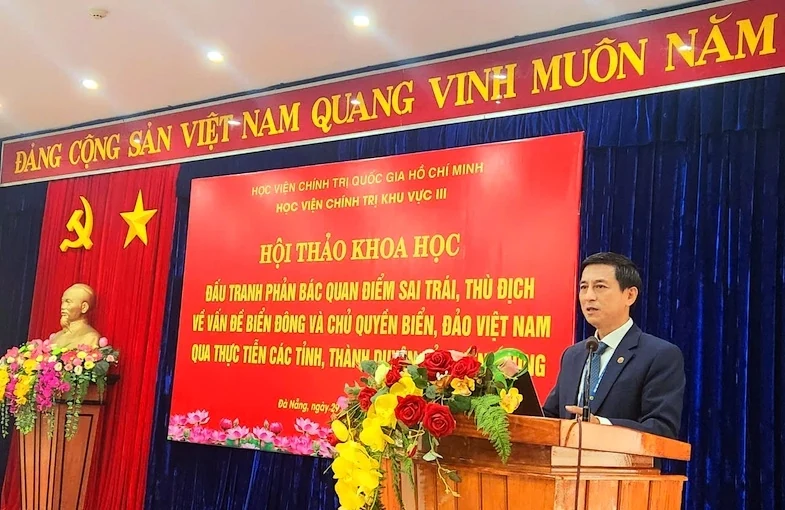 ĐẢNG CỘNG SẢN VIỆT NAM QUANG VINH MUÔN NĂM
HỌC VIỆN CHÍNH TRỊ QUỐC GIA HỒ CHÍ MINH
HỌC VIỆN CHÍNH TRỊ KHU VỰC III
HỘI THẢO KHOA HỌC
ĐẤU TRANH PHẢN BÁC QUAN ĐIỂM SAI TRÁI, THÙ ĐỊCH
VỀ VẤN ĐỀ BIỂN ĐÔNG VÀ CHỦ QUYỀN BIỂN, ĐẢO VIỆT NAM
QUA THỰC TIỄN CÁC TỈNH, THÀNH DUYÊN
Đà Nẵng, ngày